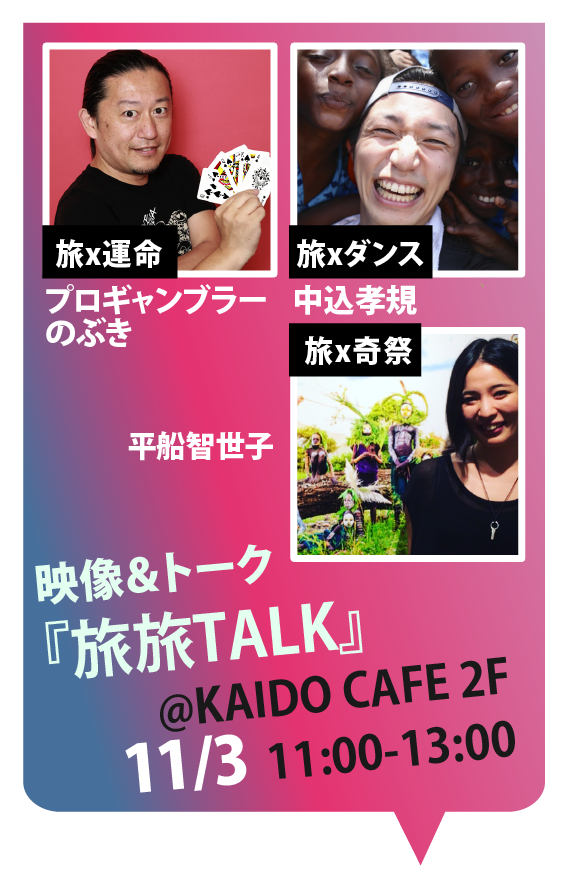 旅x運命
プロギャンブラー
のぶき
旅xダンス
中込孝規
旅x奇祭
平船智世子
映像&トーク
『旅旅TALK』
@KAIDO CAFE 2F
11/3 11:00-13:00